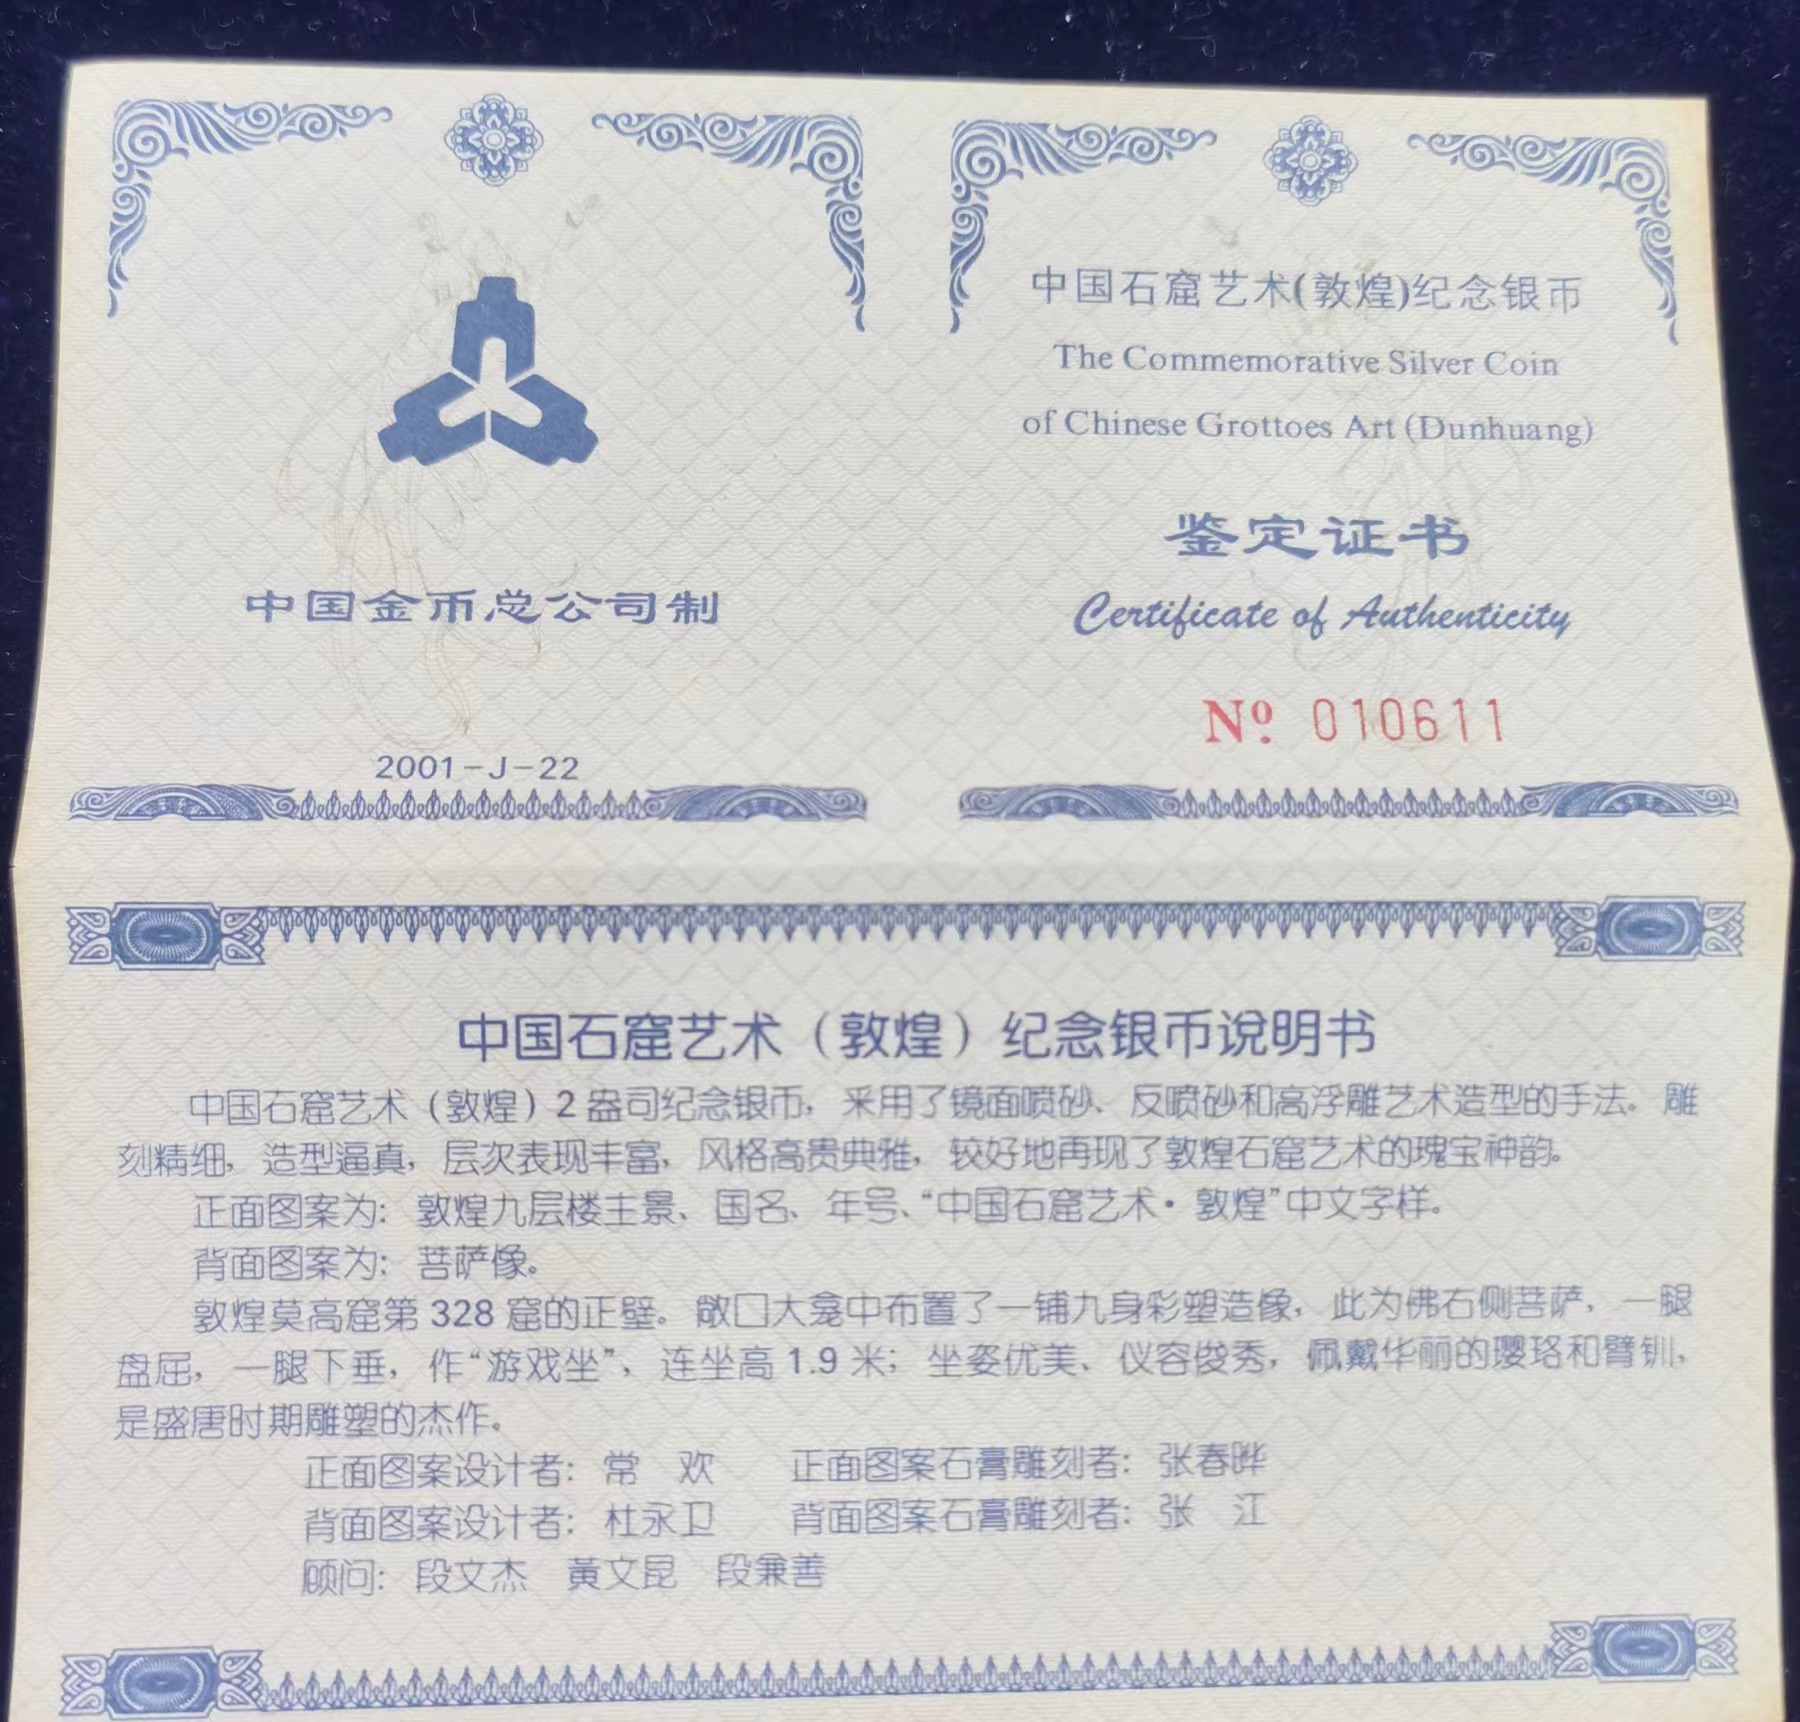 中国金币总公司制
2001-J-22
中国石窟艺术(敦煌)纪念银币
The Commemorative Silver Coin
of Chinese Grottoes Art (Dunhuang)
鉴定证书
Certificate of Authenticity
Nº 010611
中国石窟艺术（敦煌）纪念银币说明书
中国石窟艺术（敦煌）2 盎司纪念银币，采用了镜面喷砂、反喷砂和高浮雕艺术造型的手法。雕
刻精细，造型逼真，层次表现丰富，风格高贵典雅，较好地再现了敦煌石窟艺术的瑰宝神韵。
正面图案为：敦煌九层楼主景、国名、年号、“中国石窟艺术·敦煌”中文字样。
背面图案为：菩萨像。
敦煌莫高窟第 328 窟的正壁。敞口大龛中布置了一铺九身彩塑造像，此为佛右侧菩萨，一腿
盘屈，一腿下垂，作“游戏坐”，连坐高 1.9 米；坐姿优美、仪容俊秀，佩戴华丽的璎珞和臂钏，
是盛唐时期雕塑的杰作。
正面图案设计者：常　欢　　正面图案石膏雕刻者：张春晔
背面图案设计者：杜永卫　　背面图案石膏雕刻者：张　江
顾问：段文杰　黄文昆　段兼善